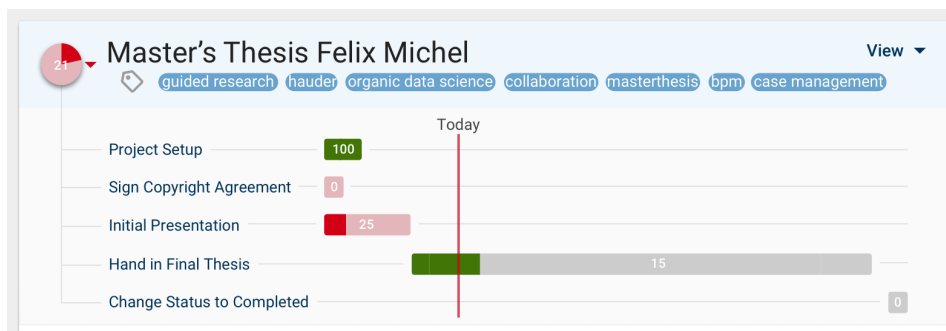 Master's Thesis Felix Michel
View
21
guided research hauder organic data science collaboration masterthesis bpm case management
Today
Project Setup 100
Sign Copyright Agreement 0
Initial Presentation 25
Hand in Final Thesis 15
Change Status to Completed 0